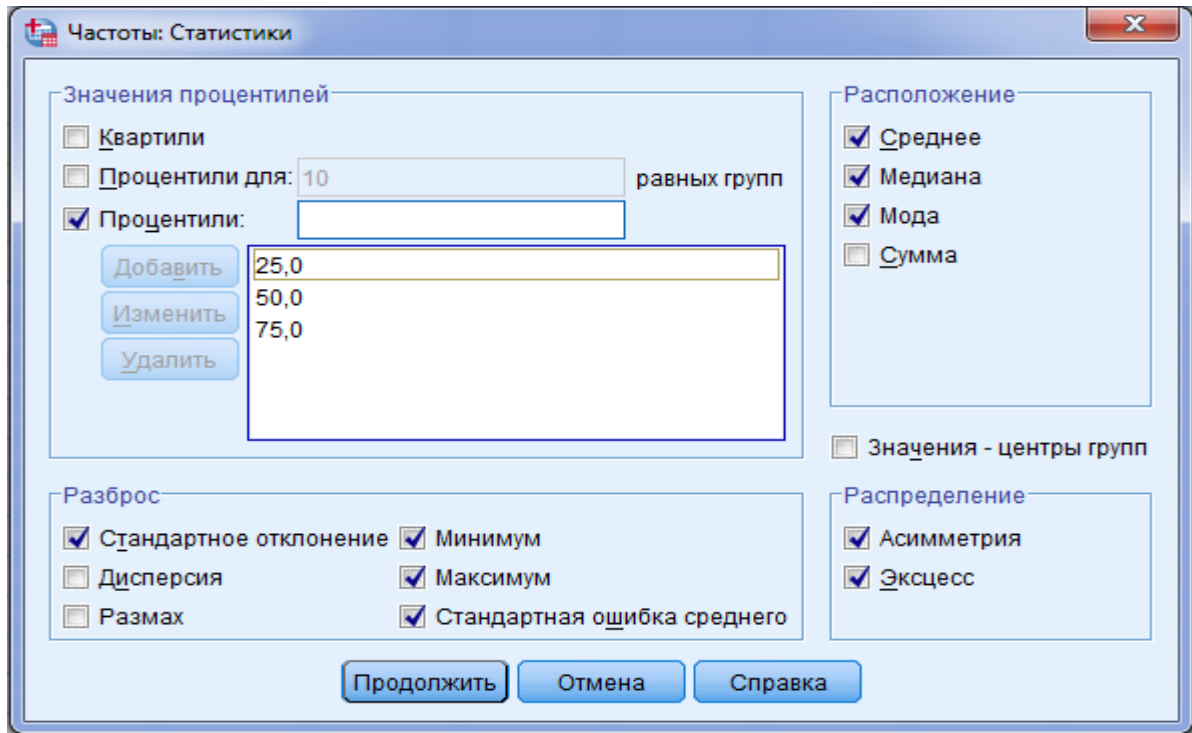 Частоты: Статистики
Значения процентилей
Квартили
Процентили для: 10 равных групп
Процентили:
Добавить
Изменить
Удалить
25,0
50,0
75,0
Расположение
Среднее
Медиана
Мода
Сумма
Значения - центры групп
Разброс
Стандартное отклонение
Минимум
Дисперсия
Максимум
Размах
Стандартная ошибка среднего
Распределение
Асимметрия
Эксцесс
Продолжить
Отмена
Справка